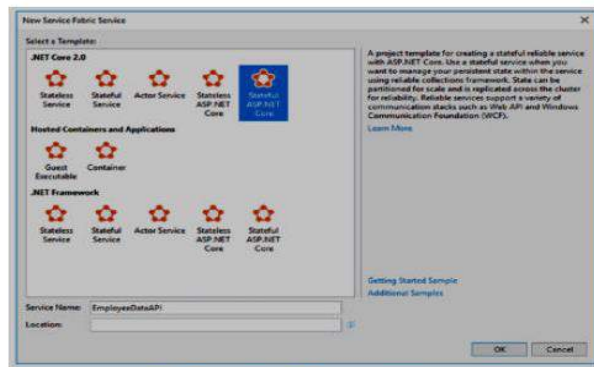 New Service Fabric Service
Select a Template:
.NET Core 2.0
Stateless Service
Stateful Service
Actor Service
Stateless ASP.NET Core
Stateful ASP.NET Core
Hosted Containers and Applications
Guest Executable
Container
.NET Framework
Stateless Service
Stateful Service
Actor Service
Stateless ASP.NET Core
Stateful ASP.NET Core
A project template for creating a stateful reliable service
with ASP.NET Core. Use a stateful service when you
want to manage your persistent state within the service
using reliable collections framework. State can be
partitioned for scale and is replicated across the cluster
for reliability. Reliable services support a variety of
communication stacks such as Web API and Windows
Communication Foundation (WCF).
Learn More
Getting Started Sample
Additional Samples
Service Name: EmployeeDataAPI
Location:
OK
Cancel